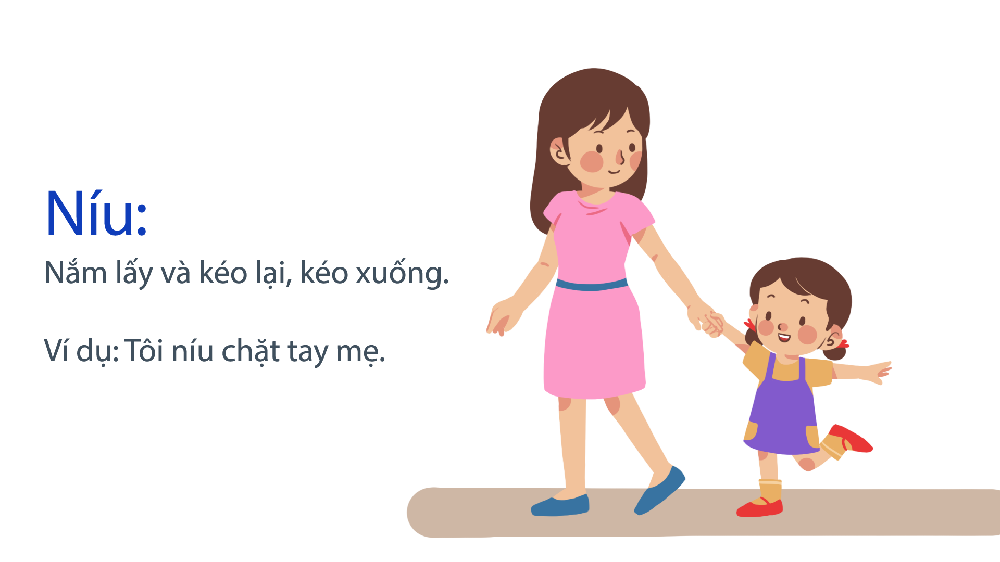 Níu:
Nắm lấy và kéo lại, kéo xuống.
Ví dụ: Tôi níu chặt tay mẹ.